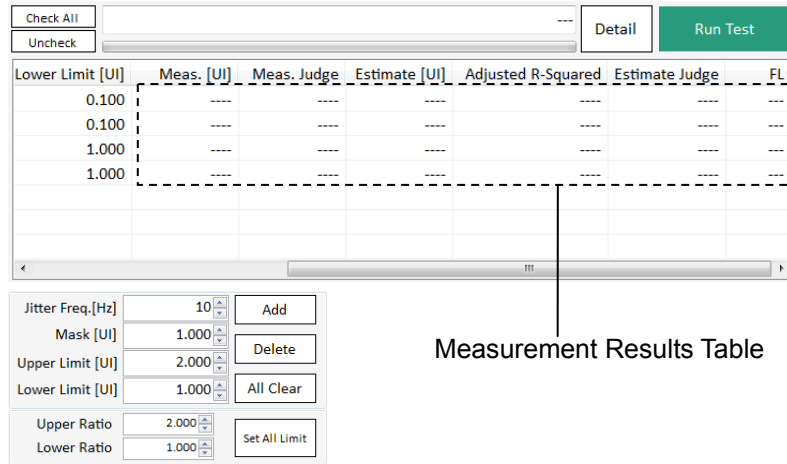 Check All
---
Detail
Run Test
Uncheck
Lower Limit [UI] Meas. [UI] Meas. Judge Estimate [UI] Adjusted R-Squared Estimate Judge FL
0.100 ---- ---- ---- ---- ---- ---
0.100 ---- ---- ---- ---- ---- ---
1.000 ---- ---- ---- ---- ---- ---
1.000 ---- ---- ---- ---- ---- ---
Jitter Freq.[Hz] 10 Add
Mask [UI] 1.000
Delete
Upper Limit [UI] 2.000
Lower Limit [UI] 1.000 All Clear
Measurement Results Table
Upper Ratio 2.000
Set All Limit
Lower Ratio 1.000